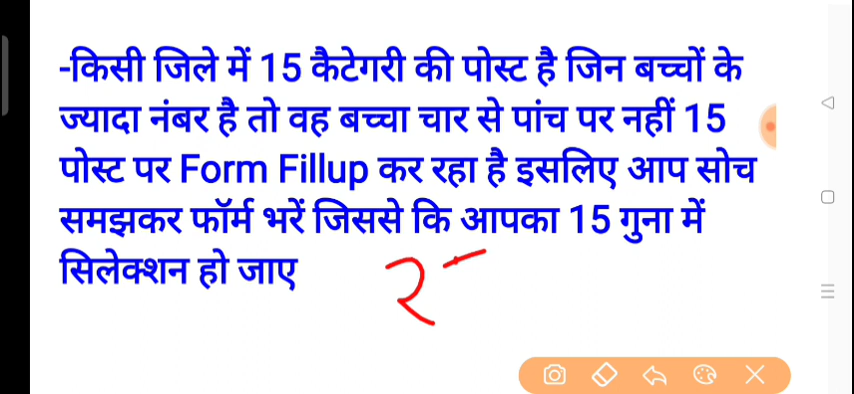 -किसी जिले में 15 कैटेगरी की पोस्ट है जिन बच्चों के
ज्यादा नंबर है तो वह बच्चा चार से पांच पर नहीं 15
पोस्ट पर Form Fillup कर रहा है इसलिए आप सोच
समझकर फॉर्म भरें जिससे कि आपका 15 गुना में
सिलेक्शन हो जाए